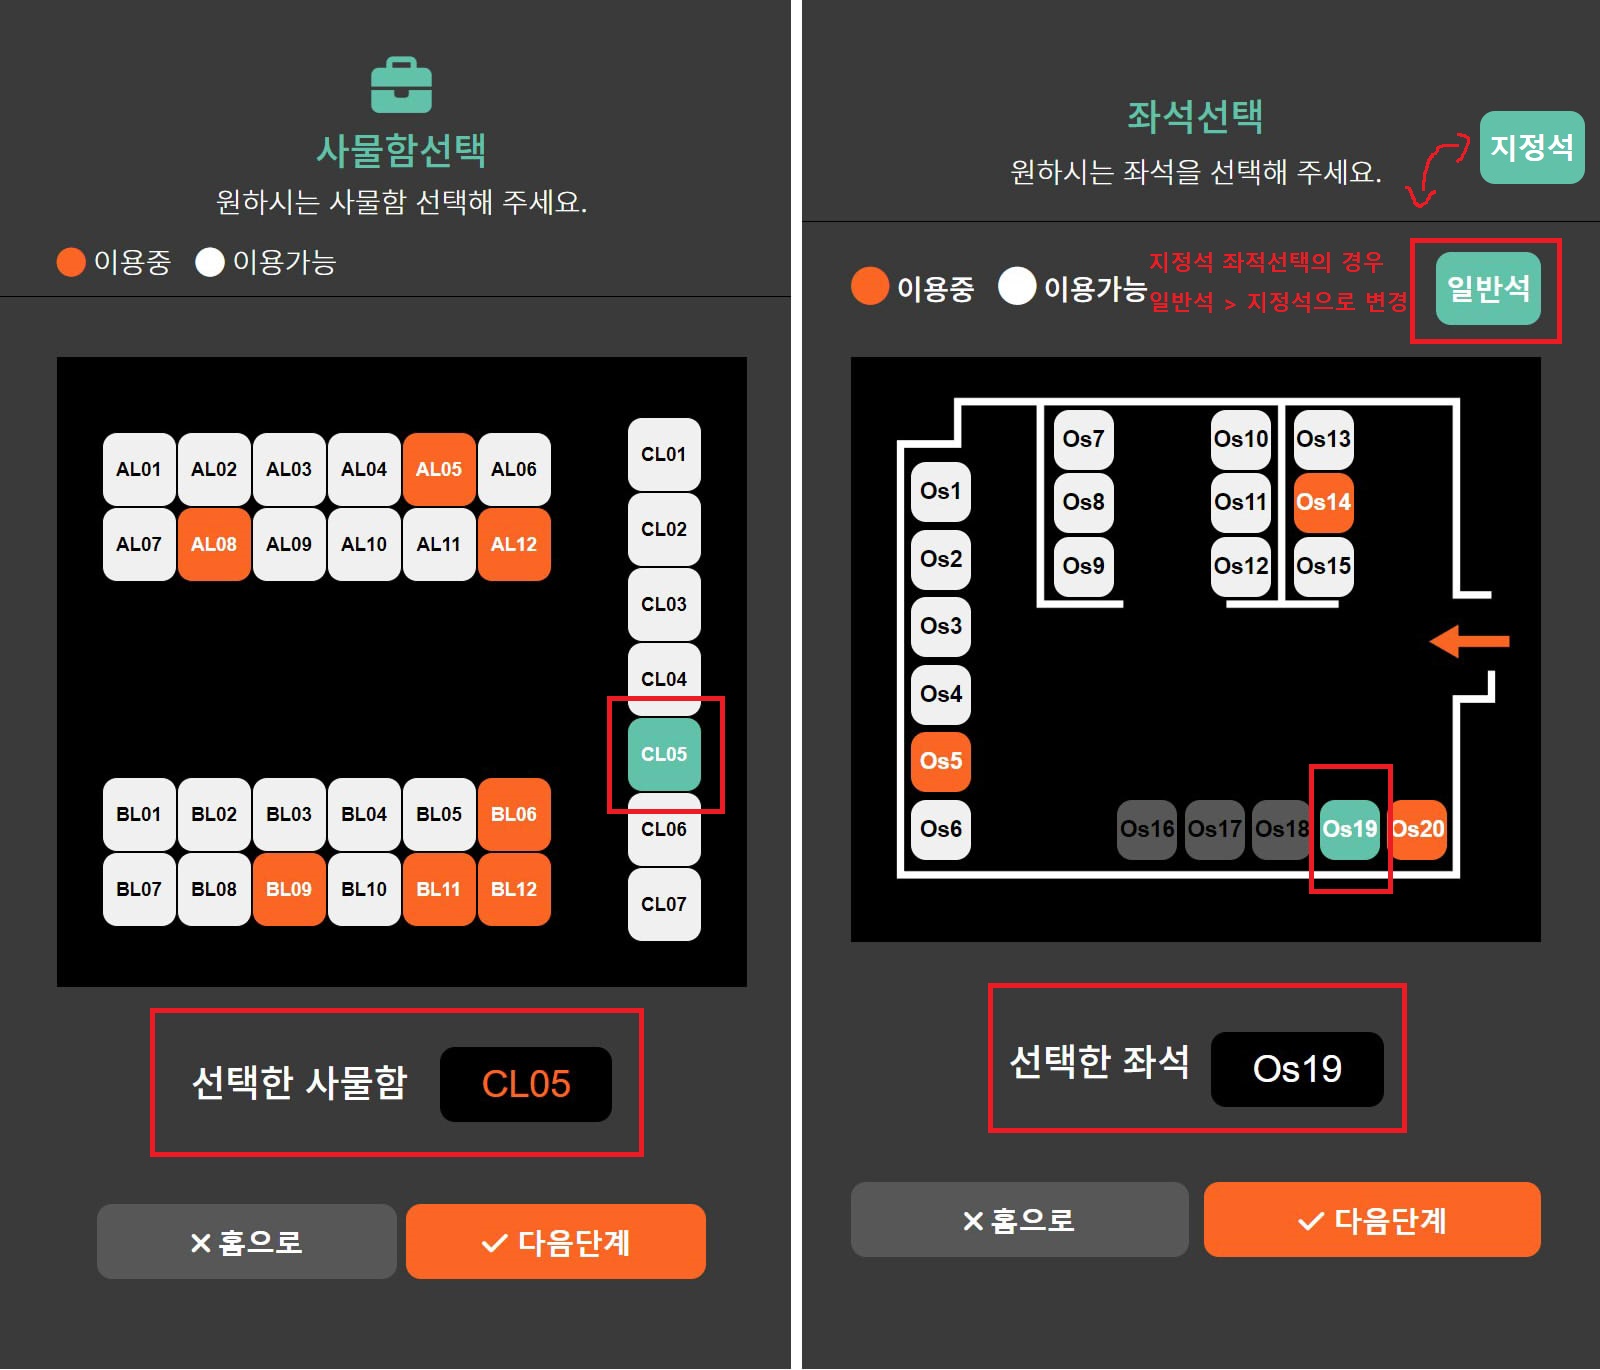 사물함선택
원하시는 사물함 선택해 주세요.
이용중 이용가능
AL01 AL02 AL03 AL04 AL05 AL06
AL07 AL08 AL09 AL10 AL11 AL12
BL01 BL02 BL03 BL04 BL05 BL06
BL07 BL08 BL09 BL10 BL11 BL12
CL01
CL02
CL03
CL04
CL05
CL06
CL07
선택한 사물함 CL05
홈으로 다음단계
좌석선택
원하시는 좌석을 선택해 주세요.
지정석
이용중 이용가능
지정석 좌적선택의 경우
일반석 > 지정석으로 변경
일반석
Os1
Os2
Os3
Os4
Os5
Os6
Os7
Os8
Os9
Os10
Os11
Os12
Os13
Os14
Os15
Os16 Os17 Os18 Os19 Os20
선택한 좌석 Os19
홈으로 다음단계